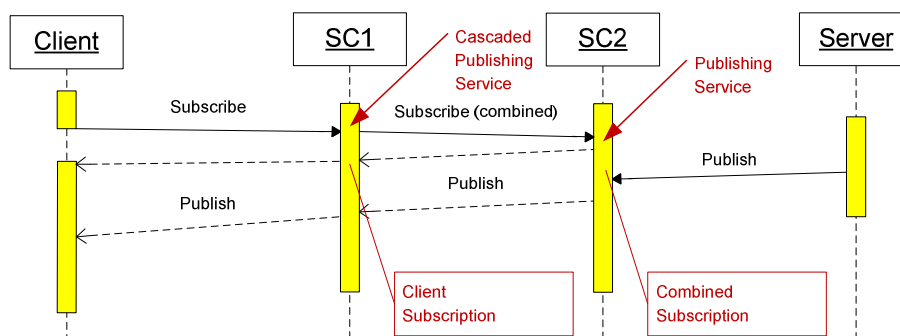 Client
SC1
SC2
Server
Cascaded
Publishing
Service
Publishing
Service
Subscribe
Subscribe (combined)
Publish
Publish
Publish
Client
Subscription
Combined
Subscription